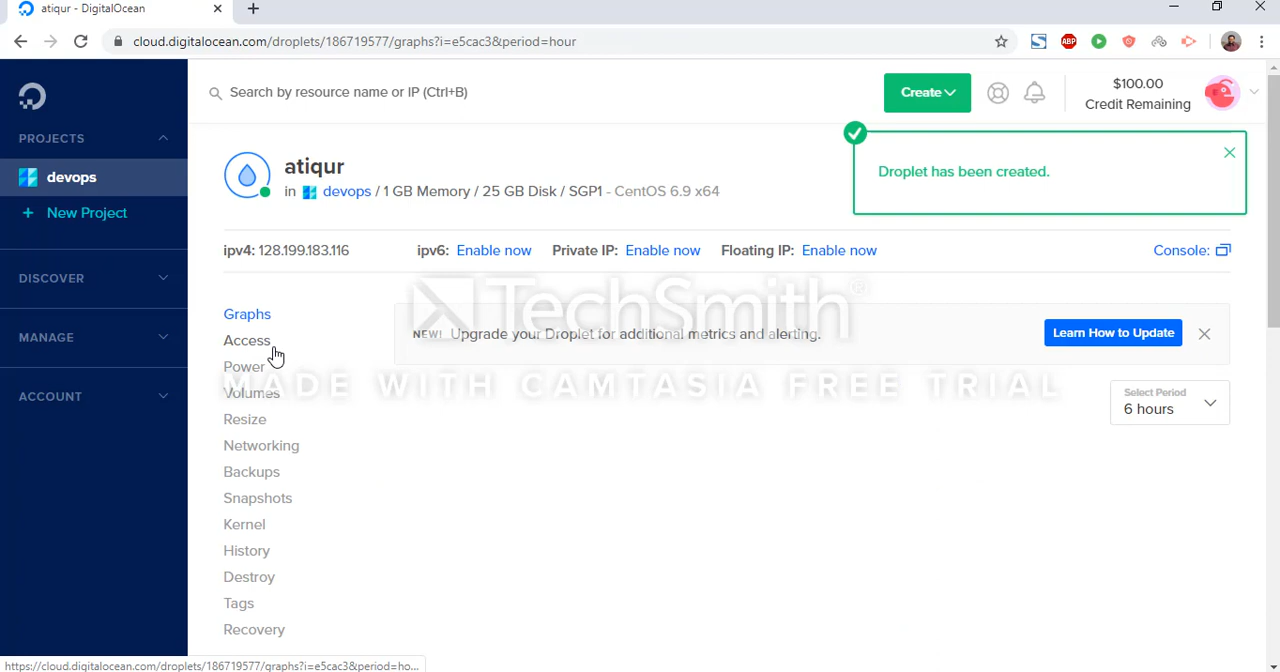 atiqur - DigitalOcean
cloud.digitalocean.com/droplets/186719577/graphs?i=e5cac3&period=hour
ABP
Search by resource name or IP (Ctrl+B)
Create
$100.00
Credit Remaining
PROJECTS
devops
+ New Project
DISCOVER
MANAGE
ACCOUNT
Droplet has been created.
atiqur
in devops / 1 GB Memory / 25 GB Disk / SGP1 - CentOS 6.9 x64
ipv4: 128.199.183.116 ipv6: Enable now Private IP: Enable now Floating IP: Enable now Console:
Graphs
Access
Power
Volumes
Resize
Networking
Backups
Snapshots
Kernel
History
Destroy
Tags
Recovery
NEW! Upgrade your Droplet for additional metrics and alerting.
Learn How to Update
Select Period
6 hours
TechSmith®
MADE WITH CAMTASIA FREE TRIAL
https://cloud.digitalocean.com/droplets/186719577/graphs?i=e5cac3&period=ho...